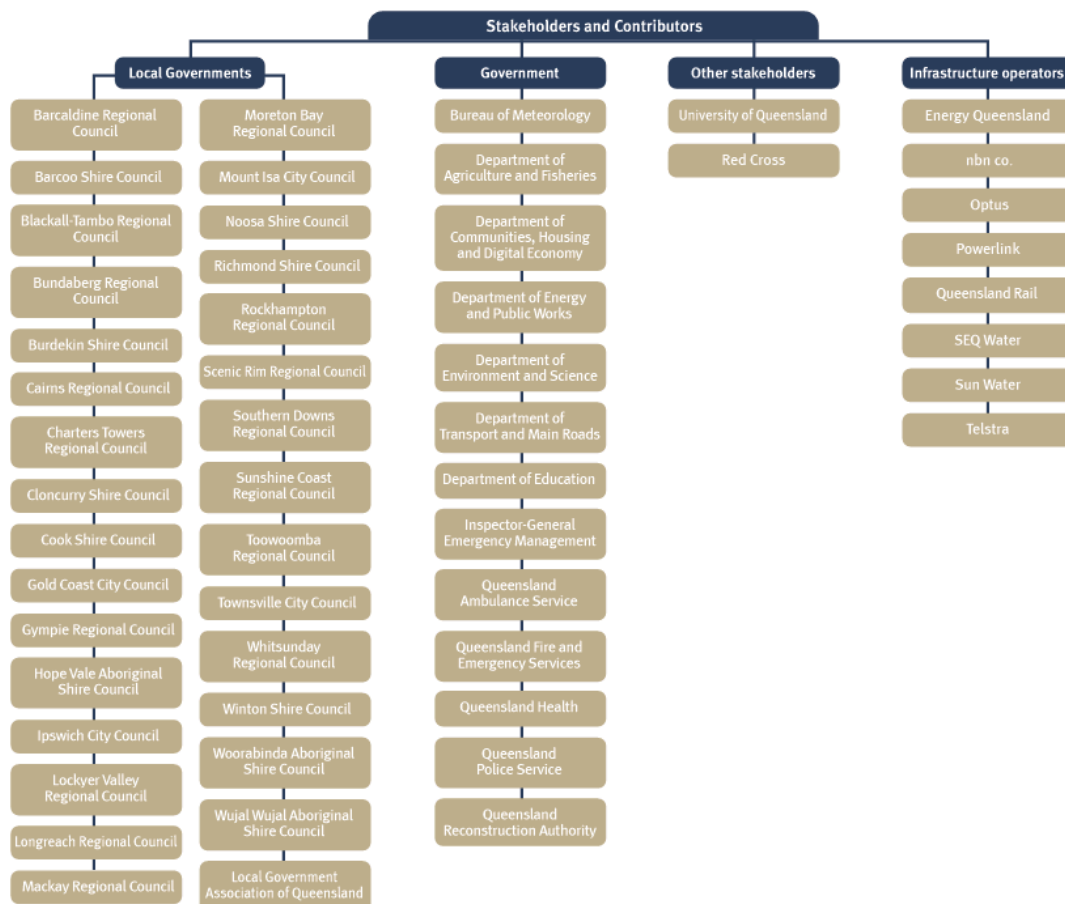 Stakeholders and Contributors
Local Governments
Barcaldine Regional
Council
Barcoo Shire Council
Blackall-Tambo Regional
Council
Bundaberg Regional
Council
Burdekin Shire Council
Cairns Regional Council
Charters Towers
Regional Council
Cloncurry Shire Council
Cook Shire Council
Gold Coast City Council
Gympie Regional Council
Hope Vale Aboriginal
Shire Council
Ipswich City Council
Lockyer Valley
Regional Council
Longreach Regional Council
Mackay Regional Council
Moreton Bay
Regional Council
Mount Isa City Council
Noosa Shire Council
Richmond Shire Council
Rockhampton
Regional Council
Scenic Rim Regional Council
Southern Downs
Regional Council
Sunshine Coast
Regional Council
Toowoomba
Regional Council
Townsville City Council
Whitsunday
Regional Council
Winton Shire Council
Woorabinda Aboriginal
Shire Council
Wujal Wujal Aboriginal
Shire Council
Local Government
Association of Queensland
Government
Bureau of Meteorology
Department of
Agriculture and Fisheries
Department of
Communities, Housing
and Digital Economy
Department of Energy
and Public Works
Department of
Environment and Science
Department of
Transport and Main Roads
Department of Education
Inspector-General
Emergency Management
Queensland
Ambulance Service
Queensland Fire and
Emergency Services
Queensland Health
Queensland
Police Service
Queensland
Reconstruction Authority
Other stakeholders
University of Queensland
Red Cross
Infrastructure operators
Energy Queensland
nbn co.
Optus
Powerlink
Queensland Rail
SEQ Water
Sun Water
Telstra